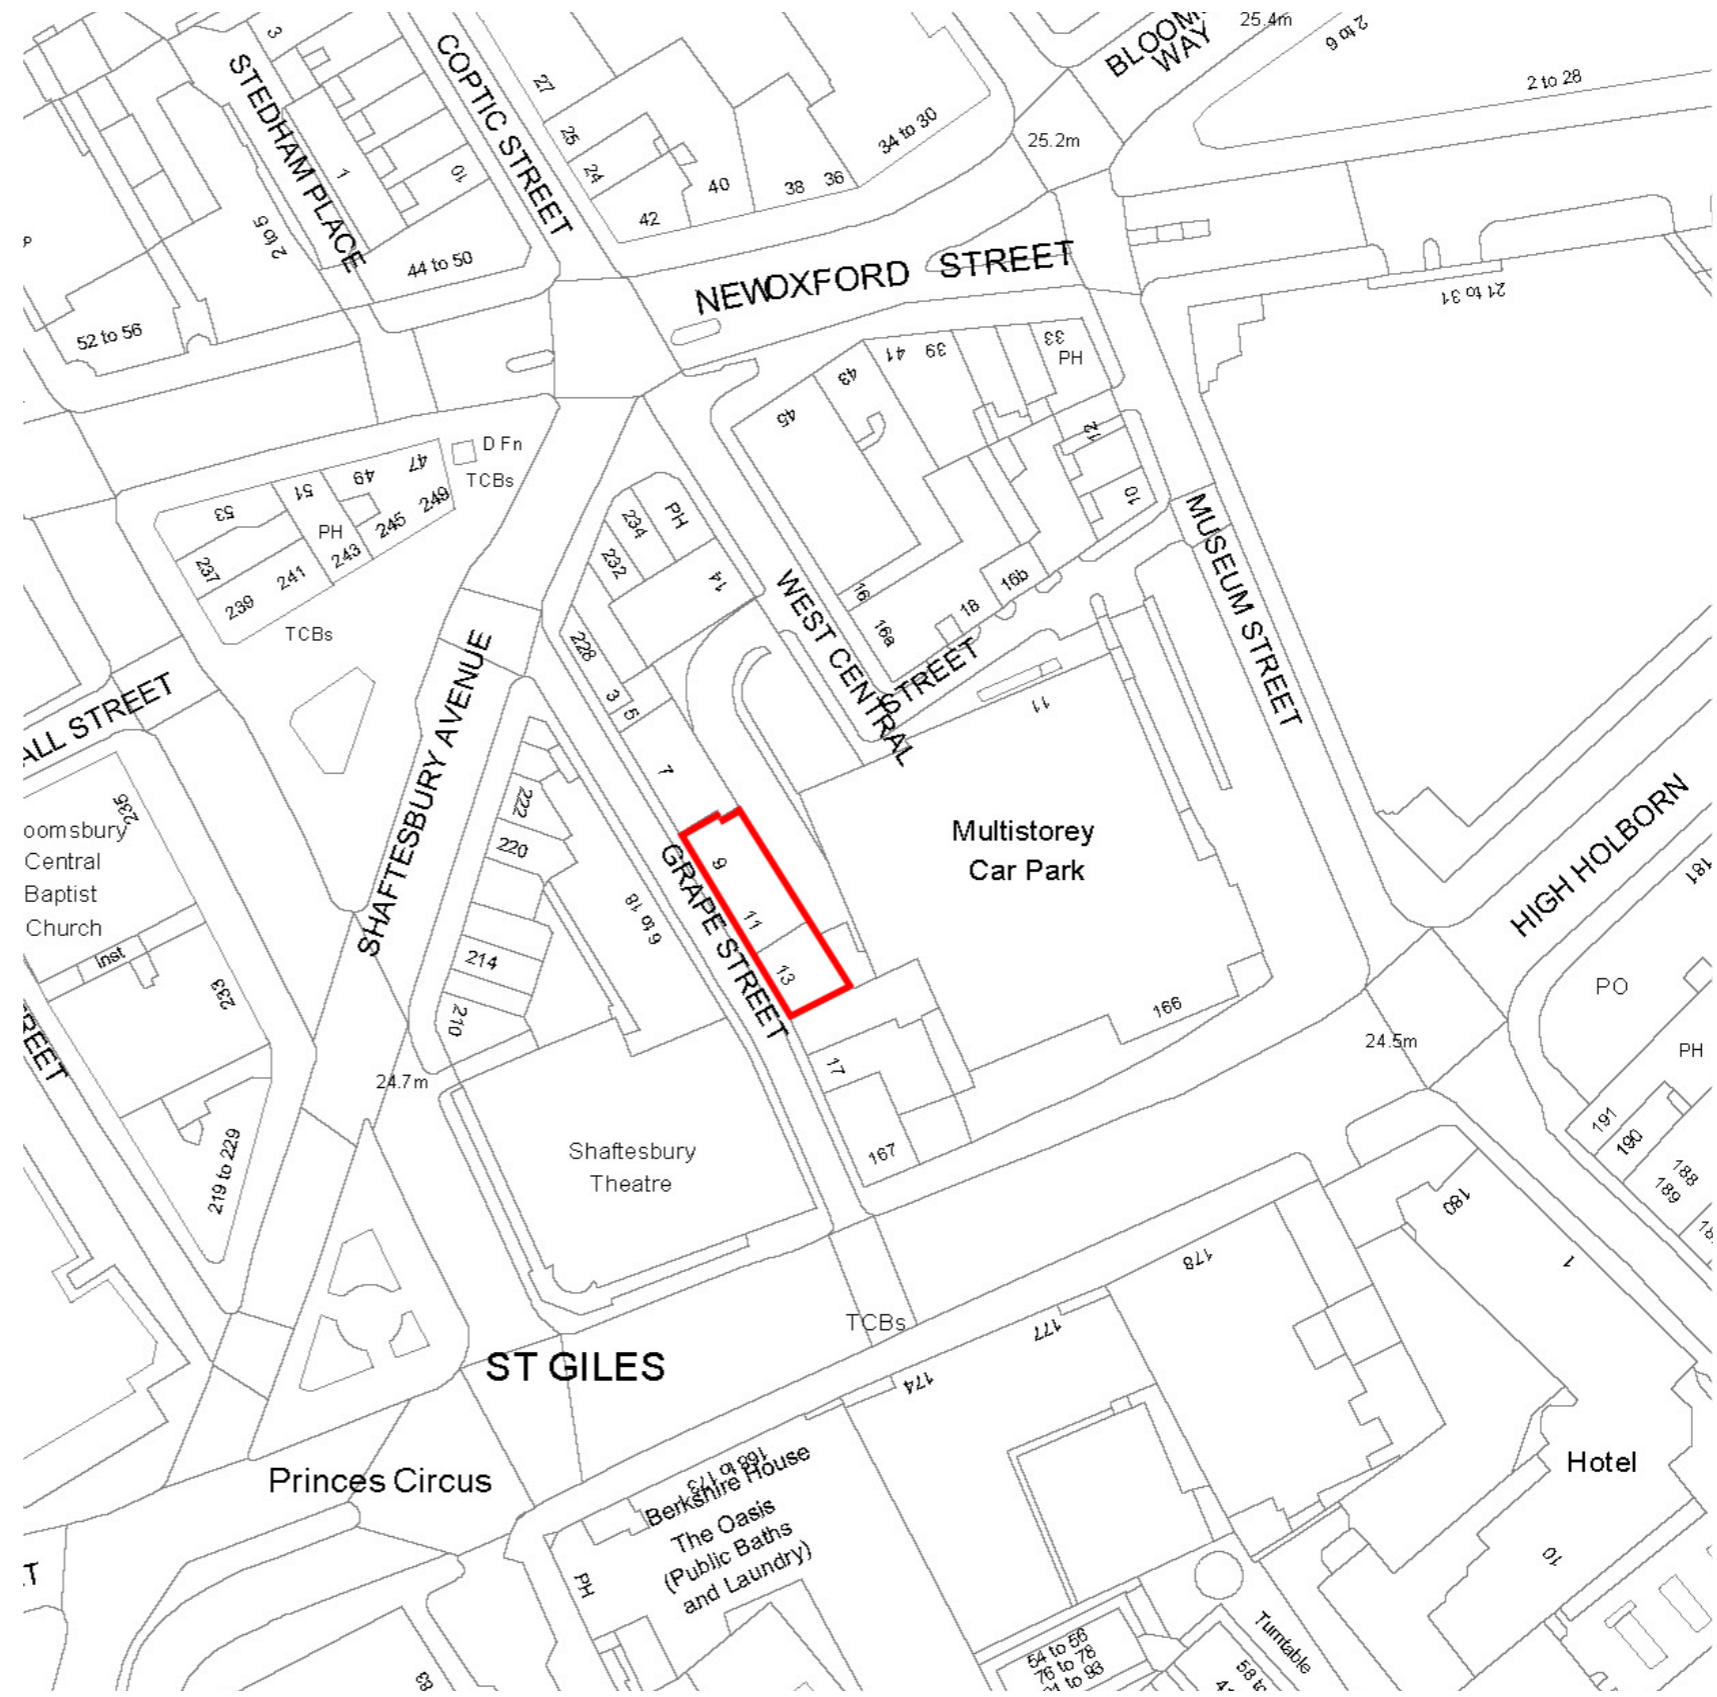 3
STEDHAM PLACE
1
2 to 5
COPTIC STREET
10
27
25
24
42
40
38
36
34 to 30
BLOOM
WAY
25.4m
2 to 6
2 to 28
25.2m
P
52 to 56
44 to 50
NEW OXFORD STREET
21 to 31
45
43
41
39
33
PH
12
10
53
51
49
47
D Fn
TCBs
PH
237
239
241
243
245
249
TCBs
234
PH
232
14
228
3
5
7
WEST CENTRAL
STREET
16
16a
18
16b
MUSEUM STREET
11
ALL STREET
SHAFTESBURY AVENUE
235
oomsbury
Central
Baptist
Church
Inst
233
REET
219 to 229
222
220
214
210
24.7m
6 to 18
GRAPE STREET
9
11
13
17
167
Multistorey
Car Park
166
HIGH HOLBORN
181
PO
PH
24.5m
191
190
188
189
18
Shaftesbury
Theatre
180
1
178
177
174
TCBs
ST GILES
Princes Circus
168 to 173
Berkshire House
The Oasis
(Public Baths
and Laundry)
PH
Hotel
10
T
83
54 to 56
76 to 78
Turntable
58 to